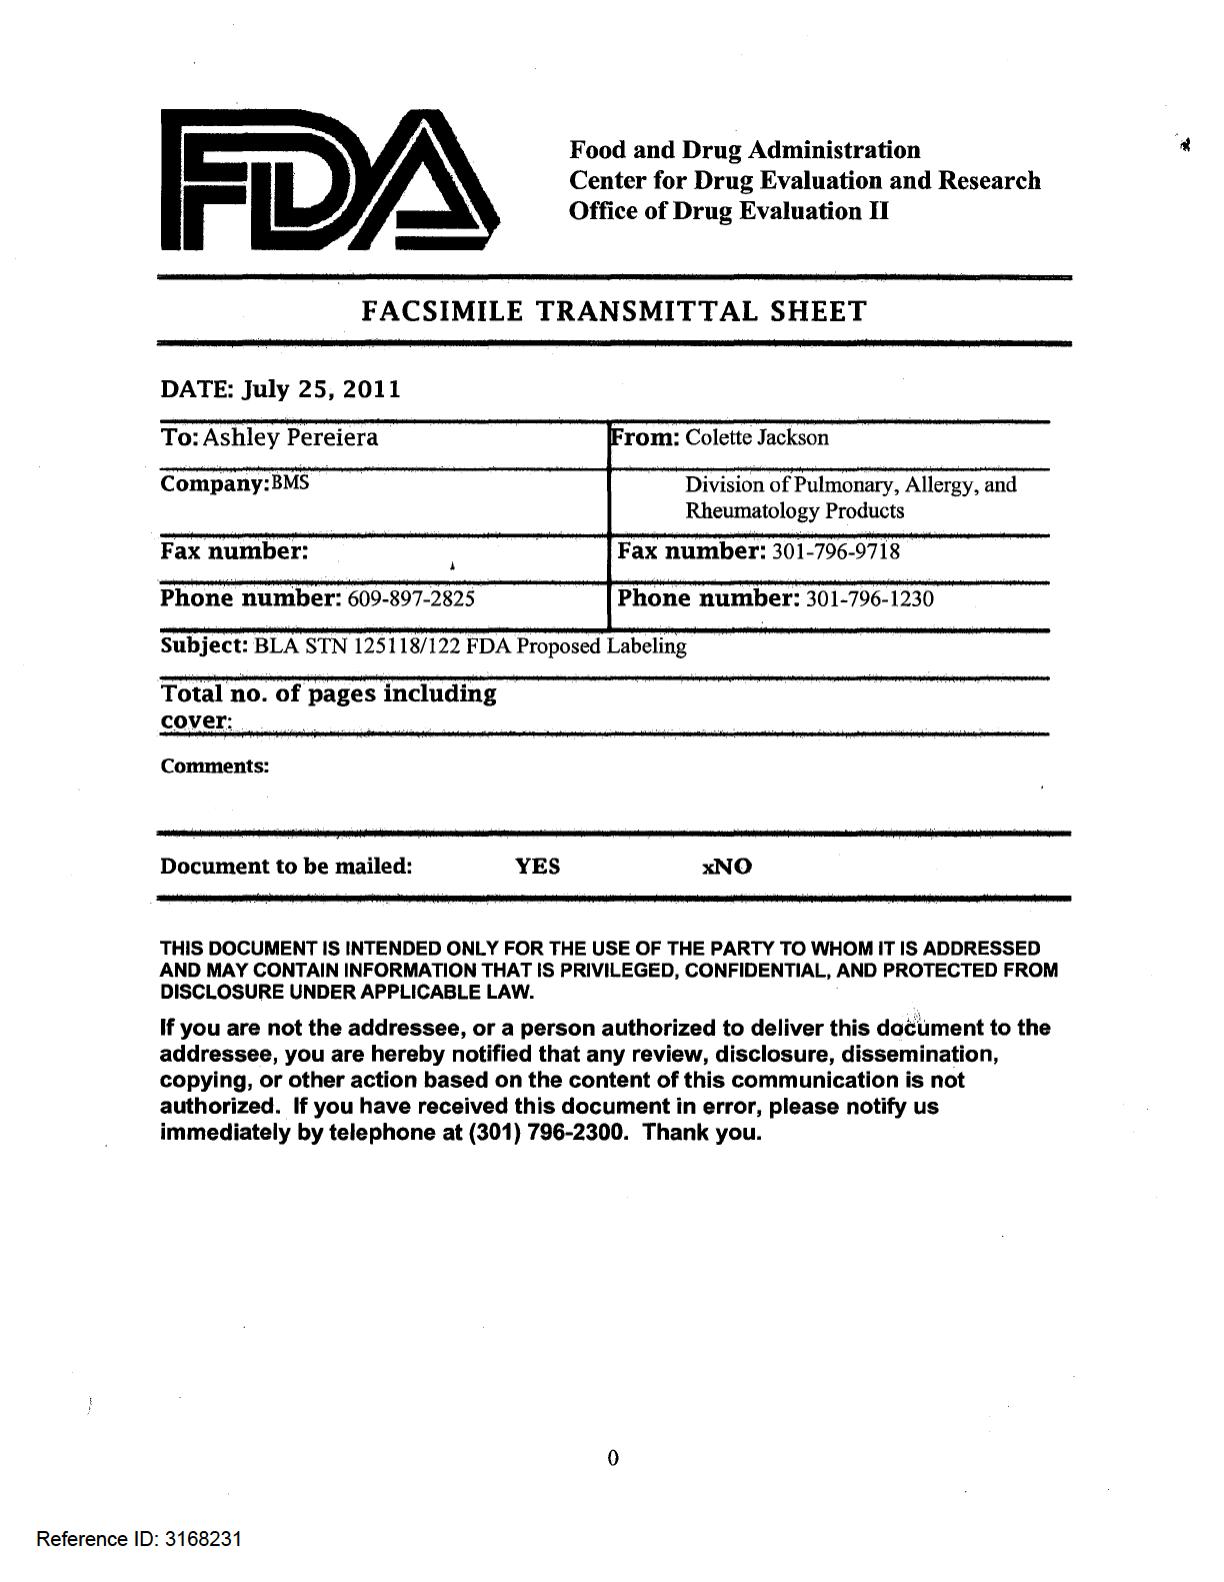 FDA
Food and Drug Administration
Center for Drug Evaluation and Research
Office of Drug Evaluation II
FACSIMILE TRANSMITTAL SHEET
DATE: July 25, 2011
To: Ashley Pereiera
From: Colette Jackson
Company: BMS
Division of Pulmonary, Allergy, and
Rheumatology Products
Fax number:
Fax number: 301-796-9718
Phone number: 609-897-2825
Phone number: 301-796-1230
Subject: BLA STN 125118/122 FDA Proposed Labeling
Total no. of pages including
cover:
Comments:
Document to be mailed: YES xNO
THIS DOCUMENT IS INTENDED ONLY FOR THE USE OF THE PARTY TO WHOM IT IS ADDRESSED
AND MAY CONTAIN INFORMATION THAT IS PRIVILEGED, CONFIDENTIAL, AND PROTECTED FROM
DISCLOSURE UNDER APPLICABLE LAW.
If you are not the addressee, or a person authorized to deliver this document to the
addressee, you are hereby notified that any review, disclosure, dissemination,
copying, or other action based on the content of this communication is not
authorized. If you have received this document in error, please notify us
immediately by telephone at (301) 796-2300. Thank you.
0
Reference ID: 3168231